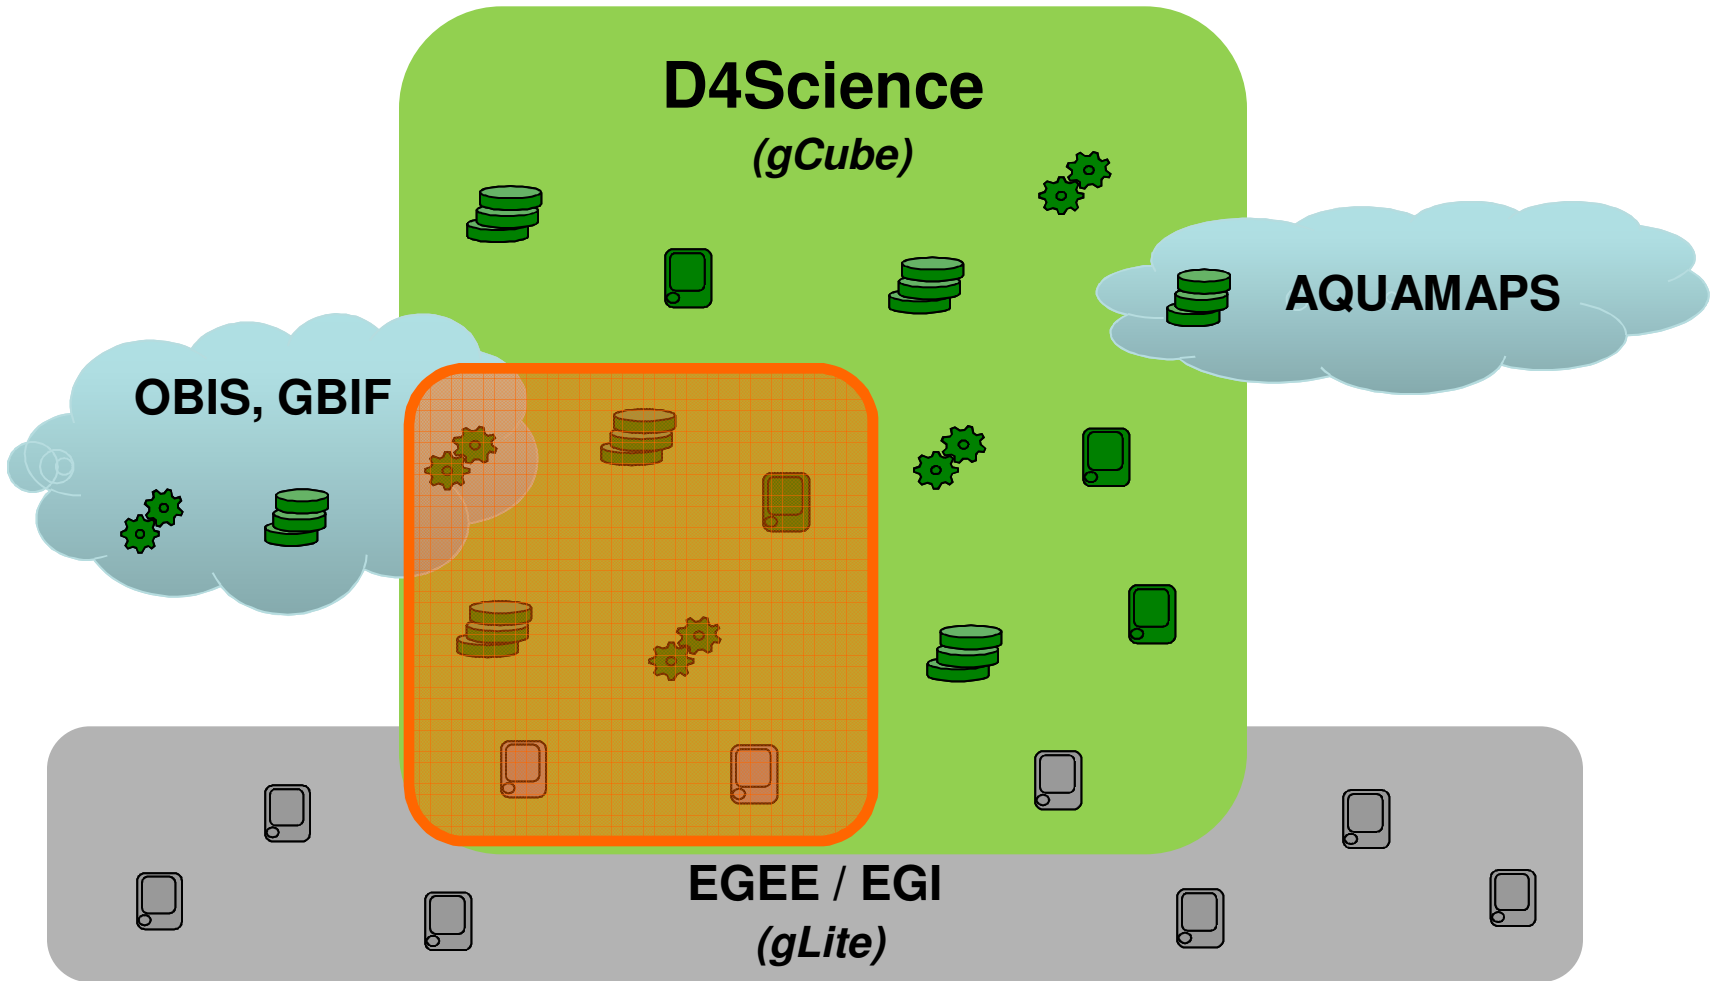 D4Science
(gCube)
AQUAMAPS
OBIS, GBIF
EGEE / EGI
(gLite)